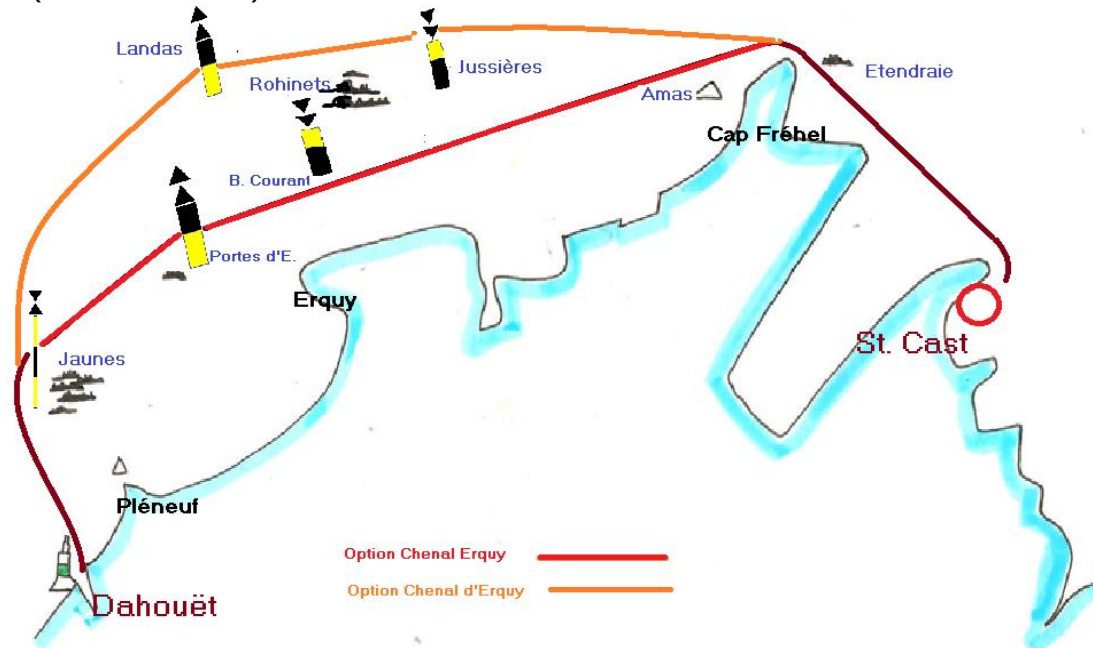 Landas
Rohinets
Jussières
Etendraie
Amas
Cap Fréhel
B. Courant
Portes d'E.
Erquy
Jaunes
St. Cast
Pléneuf
Option Chenal Erquy
Option Chenal d'Erquy
Dahouët